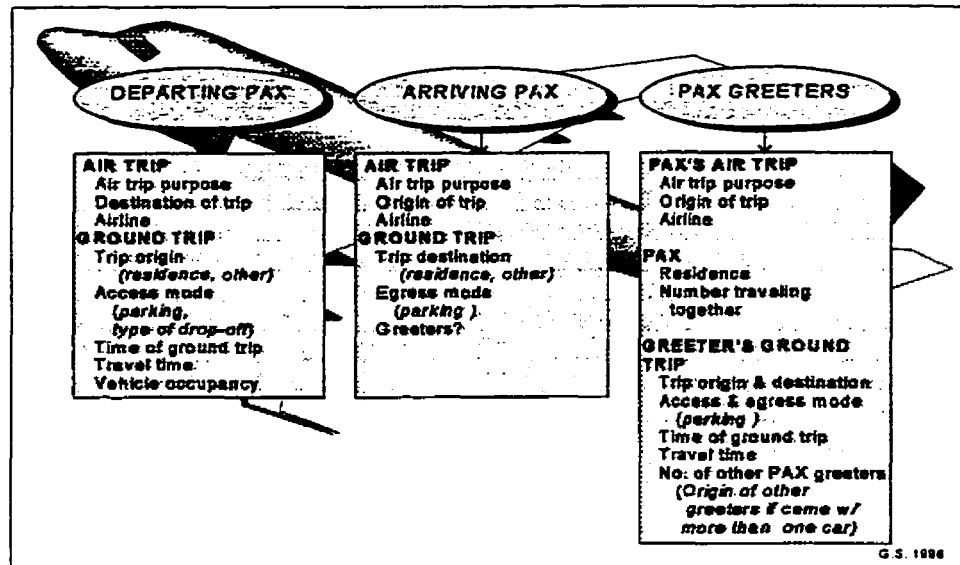 DEPARTING PAX
AIR TRIP
Air trip purpose
Destination of trip
Airline
GROUND TRIP
Trip origin
(residence, other)
Access mode
(parking,
type of drop-off)
Time of ground trip
Travel time
Vehicle occupancy
ARRIVING PAX
AIR TRIP
Air trip purpose
Origin of trip
Airline
GROUND TRIP
Trip destination
(residence, other)
Egress mode
(parking )
Greeters?
PAX GREETERS
PAX'S AIR TRIP
Air trip purpose
Origin of trip
Airline
PAX
Residence
Number traveling
together
GREETER'S GROUND
TRIP
Trip origin & destination
Access & egress mode
(parking )
Time of ground trip
Travel time
No. of other PAX greeters
(Origin of other
greeters if came w/
more than one car)
G.S. 1996